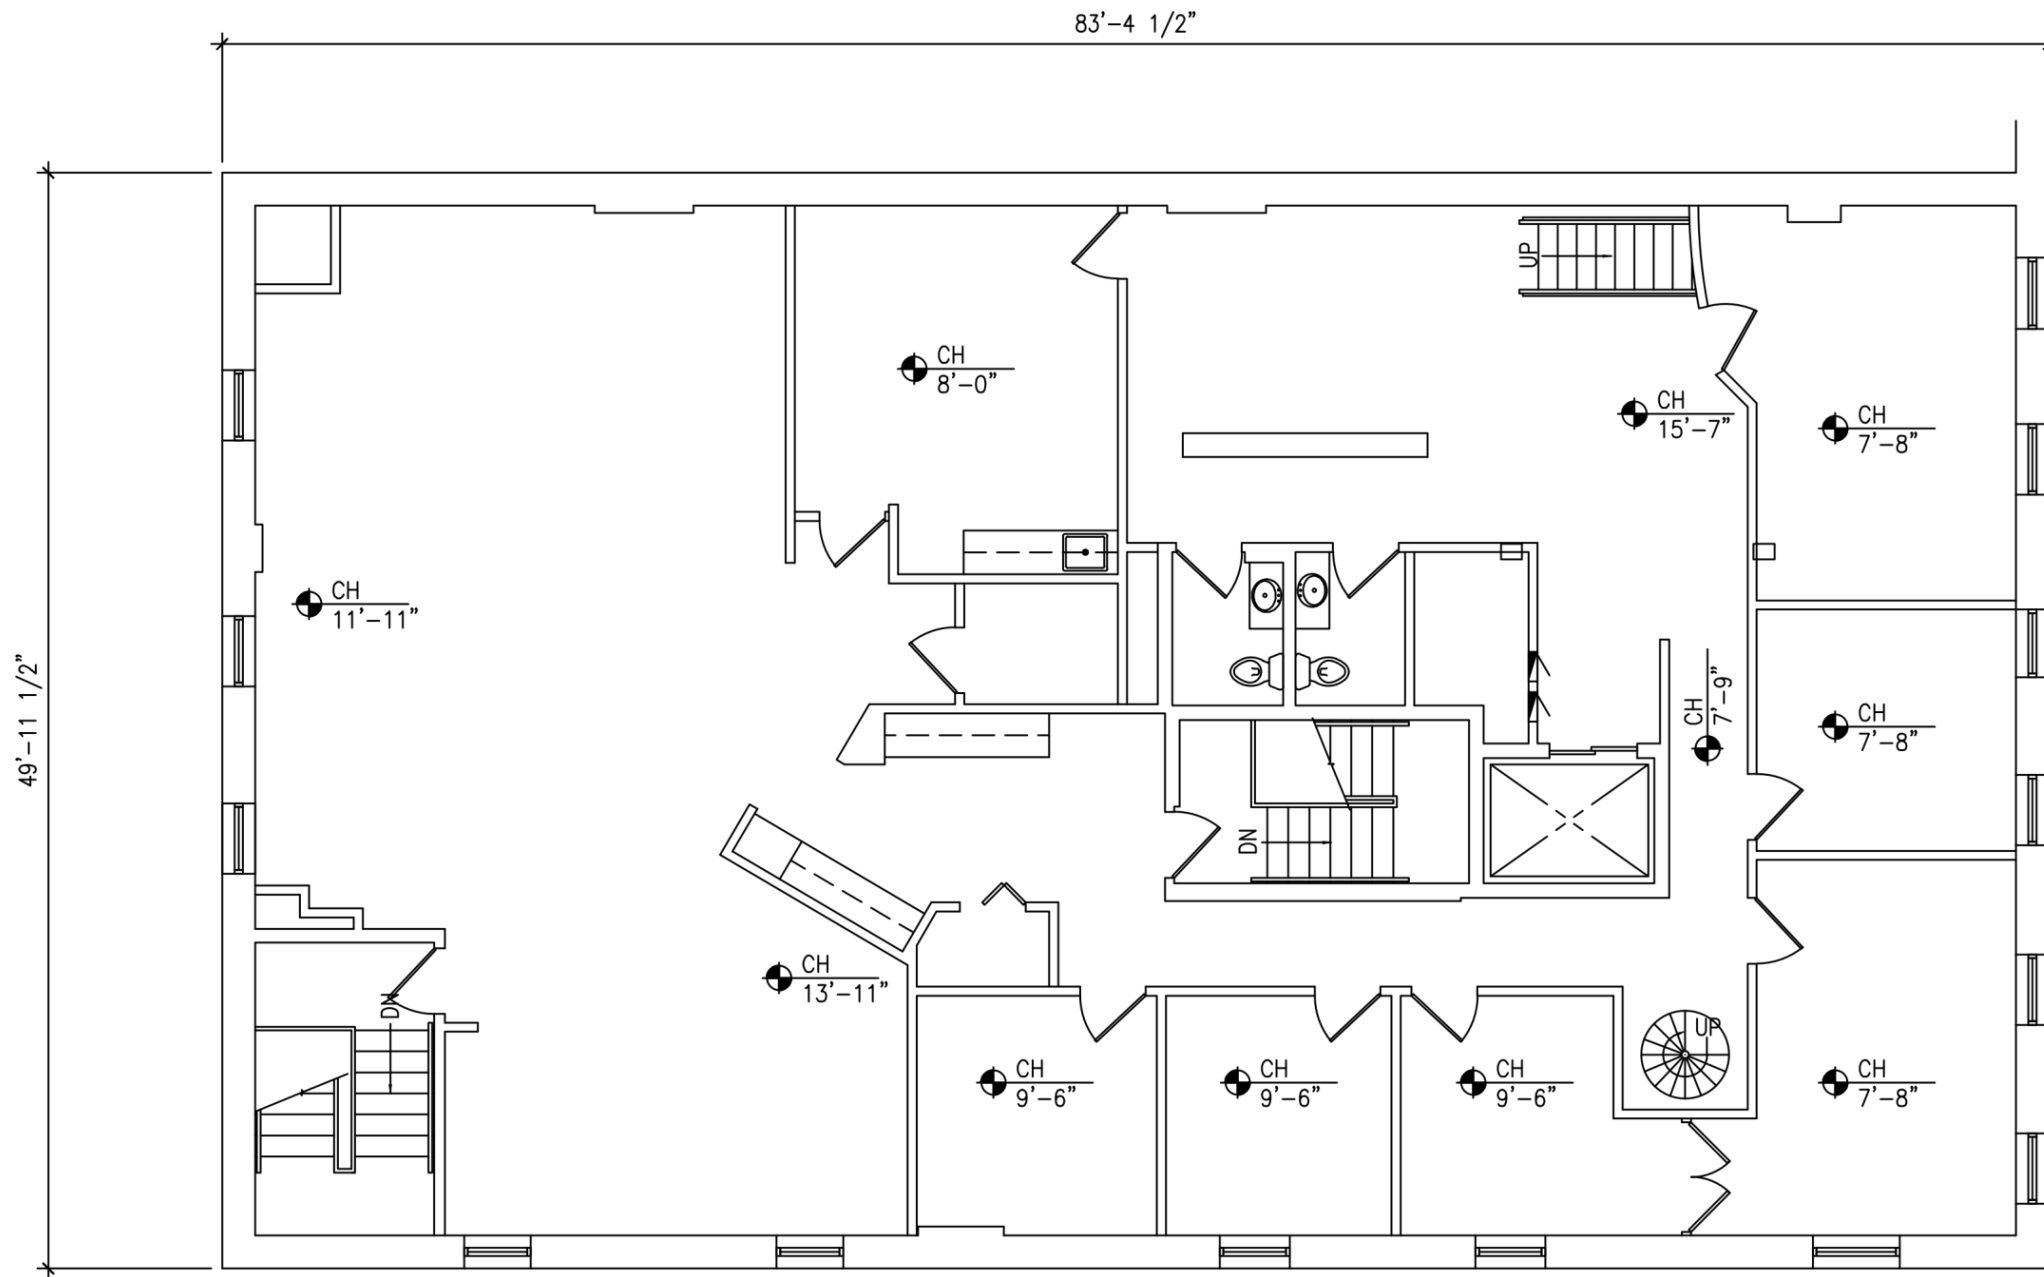 83'-4 1/2"
49'-11 1/2"
UP
CH
8'-0"
CH
15'-7"
CH
7'-8"
CH
11'-11"
CH
7'-9"
CH
7'-8"
DN
CH
13'-11"
DN
UP
CH
9'-6"
CH
9'-6"
CH
9'-6"
CH
7'-8"